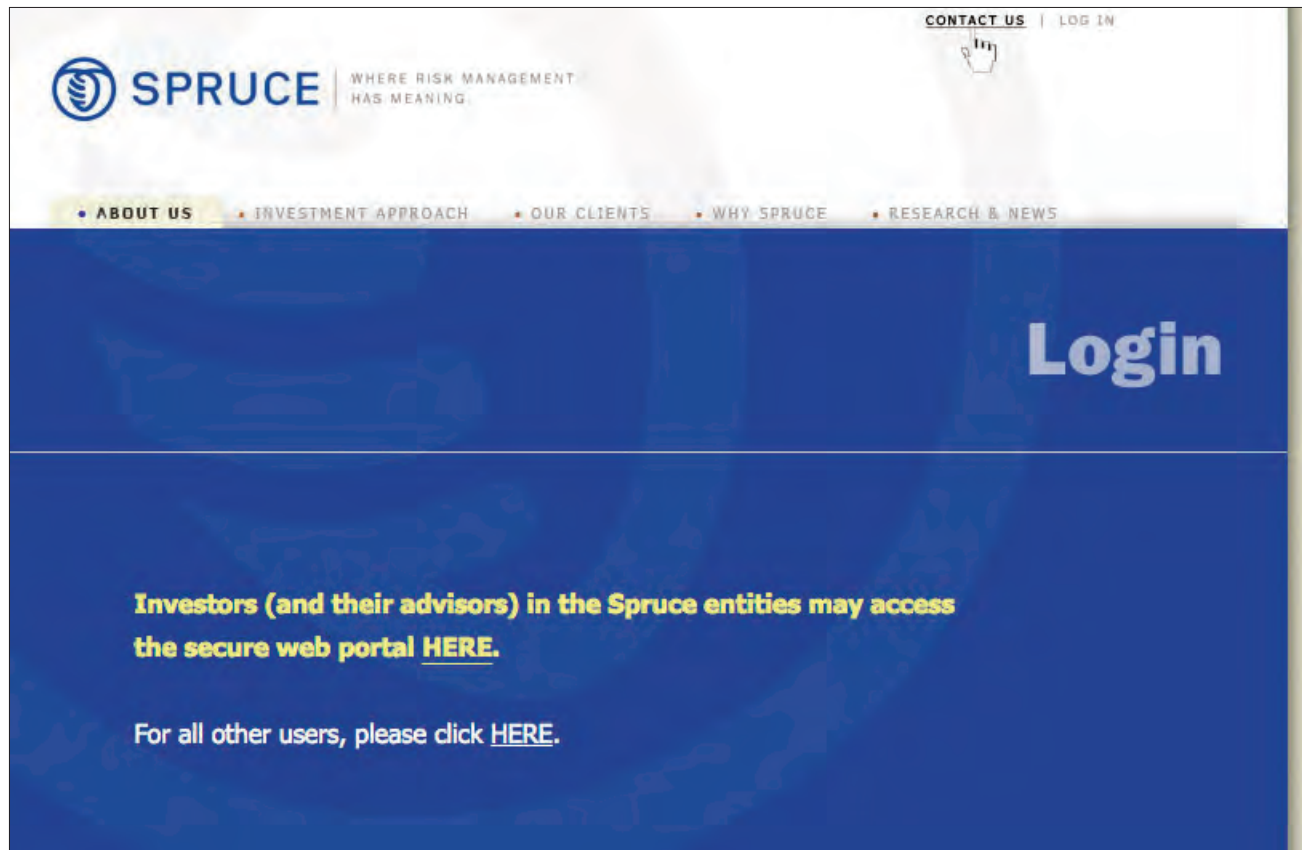 CONTACT US | LOG IN
SPRUCE | WHERE RISK MANAGEMENT
HAS MEANING
• ABOUT US • INVESTMENT APPROACH • OUR CLIENTS • WHY SPRUCE • RESEARCH & NEWS
Login
Investors (and their advisors) in the Spruce entities may access
the secure web portal HERE.
For all other users, please click HERE.